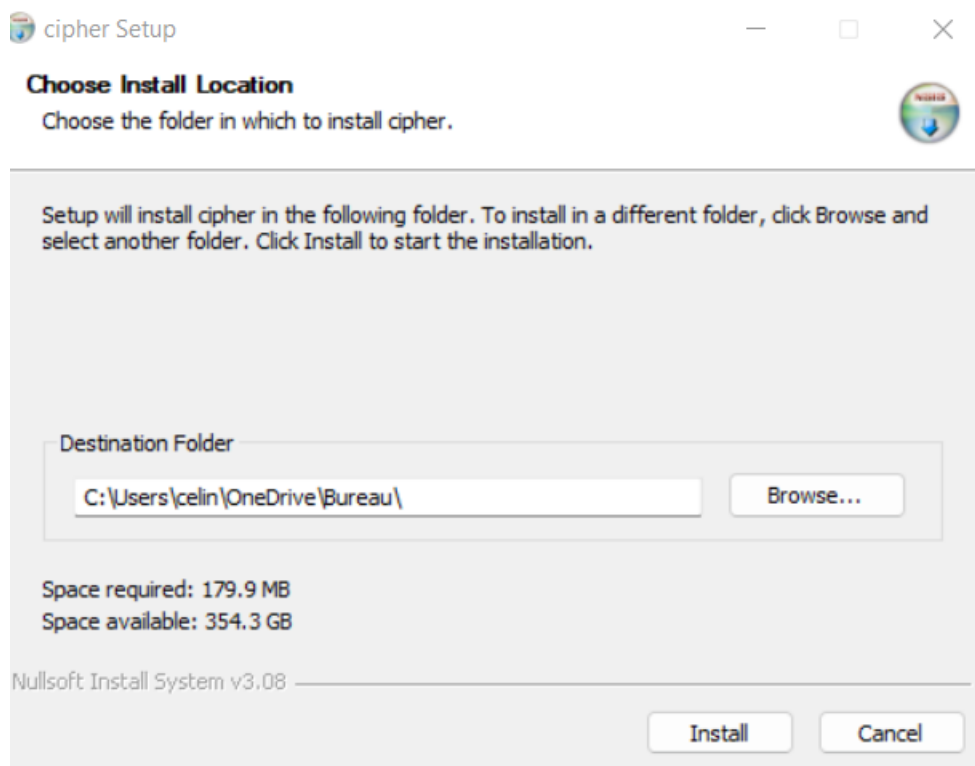 cipher Setup
Choose Install Location
Choose the folder in which to install cipher.
Setup will install cipher in the following folder. To install in a different folder, click Browse and
select another folder. Click Install to start the installation.
Destination Folder
C:\Users\celin\OneDrive\Bureau\
Browse...
Space required: 179.9 MB
Space available: 354.3 GB
Nullsoft Install System v3.08
Install
Cancel